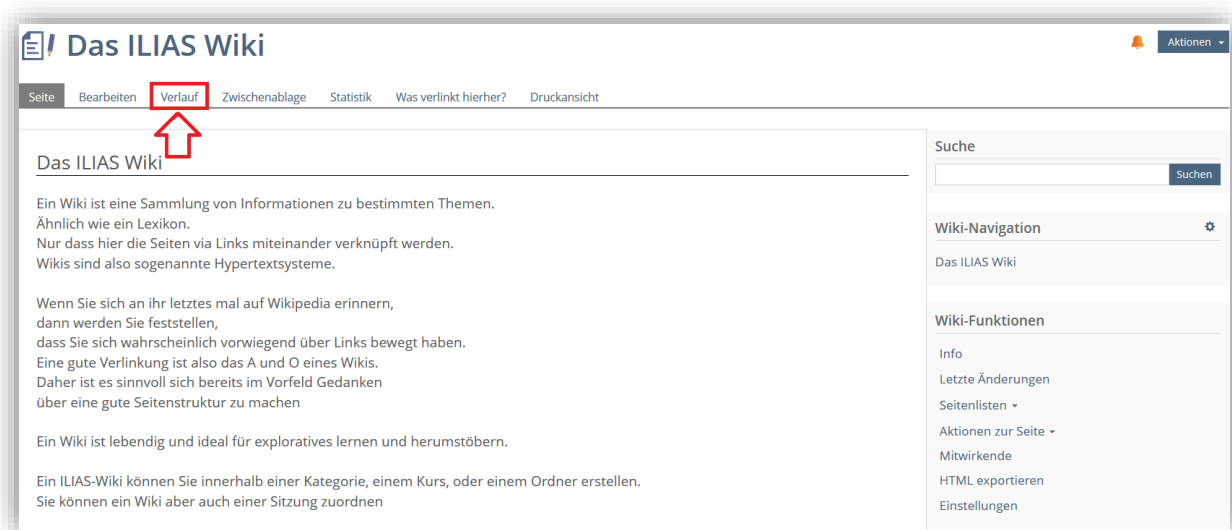 Das ILIAS Wiki
Aktionen
Seite Bearbeiten Verlauf Zwischenablage Statistik Was verlinkt hierher? Druckansicht
Das ILIAS Wiki
Ein Wiki ist eine Sammlung von Informationen zu bestimmten Themen.
Ähnlich wie ein Lexikon.
Nur dass hier die Seiten via Links miteinander verknüpft werden.
Wikis sind also sogenannte Hypertextsysteme.
Wenn Sie sich an ihr letztes mal auf Wikipedia erinnern,
dann werden Sie feststellen,
dass Sie sich wahrscheinlich vorwiegend über Links bewegt haben.
Eine gute Verlinkung ist also das A und O eines Wikis.
Daher ist es sinnvoll sich bereits im Vorfeld Gedanken
über eine gute Seitenstruktur zu machen
Ein Wiki ist lebendig und ideal für exploratives lernen und herumstöbern.
Ein ILIAS-Wiki können Sie innerhalb einer Kategorie, einem Kurs, oder einem Ordner erstellen.
Sie können ein Wiki aber auch einer Sitzung zuordnen
Suche
Suchen
Wiki-Navigation
Das ILIAS Wiki
Wiki-Funktionen
Info
Letzte Änderungen
Seitenlisten
Aktionen zur Seite
Mitwirkende
HTML exportieren
Einstellungen